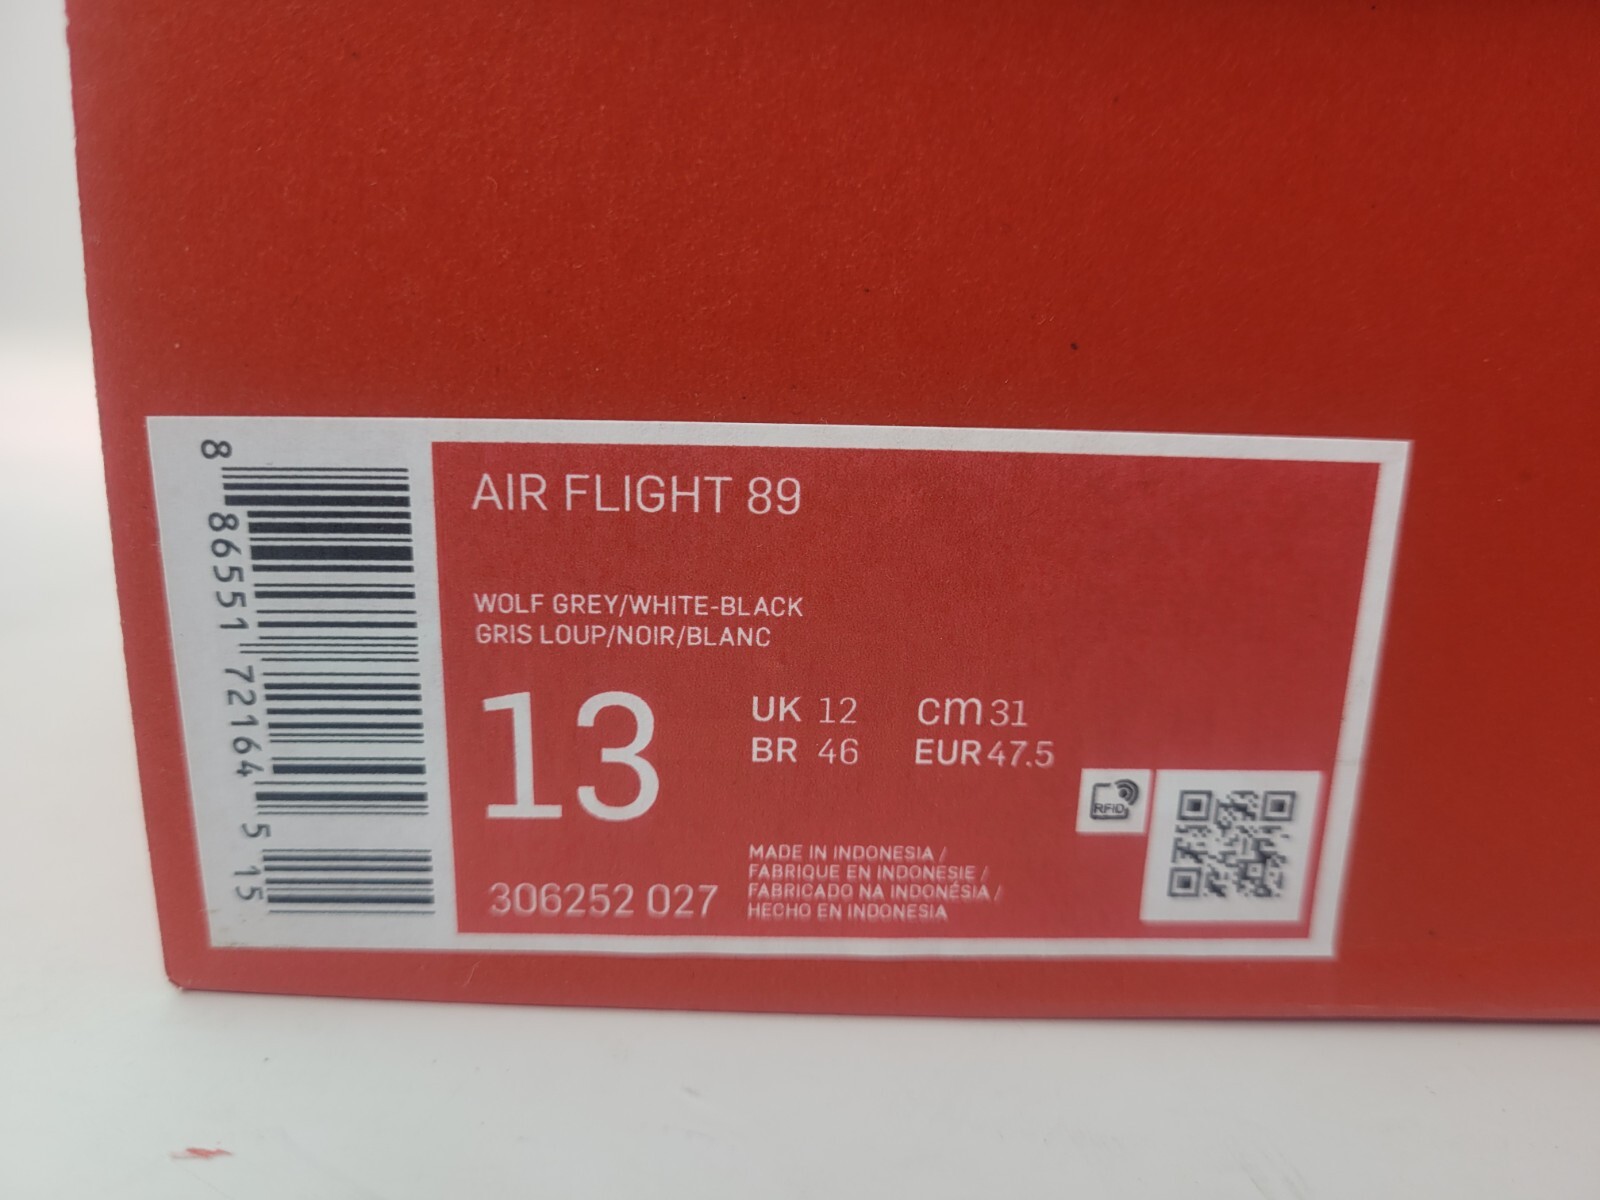 8 86551 72164 5 15
AIR FLIGHT 89
WOLF GREY/WHITE-BLACK
GRIS LOUP/NOIR/BLANC
13
UK 12 cm 31
BR 46 EUR 47.5
RFID
306252 027
MADE IN INDONESIA /
FABRIQUE EN INDONESIE /
FABRICADO NA INDONÉSIA /
HECHO EN INDONESIA